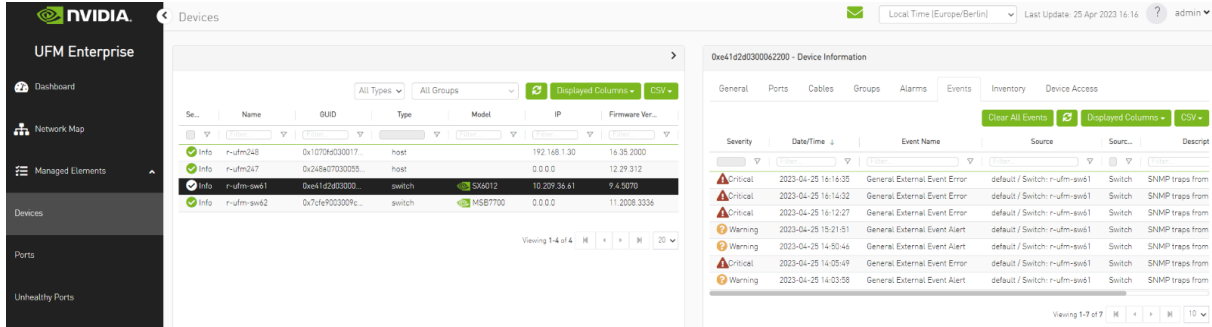 NVIDIA.
Devices
Local Time (Europe/Berlin)
Last Update: 25 Apr 2023 16:16
?
admin
UFM Enterprise
Dashboard
Network Map
Managed Elements
Devices
Ports
Unhealthy Ports
All Types
All Groups
Displayed Columns
CSV
Se... Name GUID Type Model IP Firmware Ver...
Filter... Filter... Filter... Filter... Filter...
Info r-ufm248 0x1070fd030017... host 192.168.1.30 16.35.2000
Info r-ufm247 0x248a07030055... host 0.0.0.0 12.29.312
Info r-ufm-sw61 0xe41d2d03000... switch SX6012 10.209.36.61 9.4.5070
Info r-ufm-sw62 0x7cfe9003009c... switch MSB7700 0.0.0.0 11.2008.3336
Viewing 1-4 of 4 20
0xe41d2d0300062200 - Device Information
General Ports Cables Groups Alarms Events Inventory Device Access
Clear All Events Displayed Columns CSV
Severity Date/Time ↓ Event Name Source Sourc... Descript
Filter... Filter... Filter... Filter... Filter...
Critical 2023-04-25 16:16:35 General External Event Error default / Switch: r-ufm-sw61 Switch SNMP traps from
Critical 2023-04-25 16:14:32 General External Event Error default / Switch: r-ufm-sw61 Switch SNMP traps from
Critical 2023-04-25 16:12:27 General External Event Error default / Switch: r-ufm-sw61 Switch SNMP traps from
Warning 2023-04-25 15:21:51 General External Event Alert default / Switch: r-ufm-sw61 Switch SNMP traps from
Warning 2023-04-25 14:50:46 General External Event Alert default / Switch: r-ufm-sw61 Switch SNMP traps from
Critical 2023-04-25 14:05:49 General External Event Error default / Switch: r-ufm-sw61 Switch SNMP traps from
Warning 2023-04-25 14:03:58 General External Event Alert default / Switch: r-ufm-sw61 Switch SNMP traps from
Viewing 1-7 of 7 10